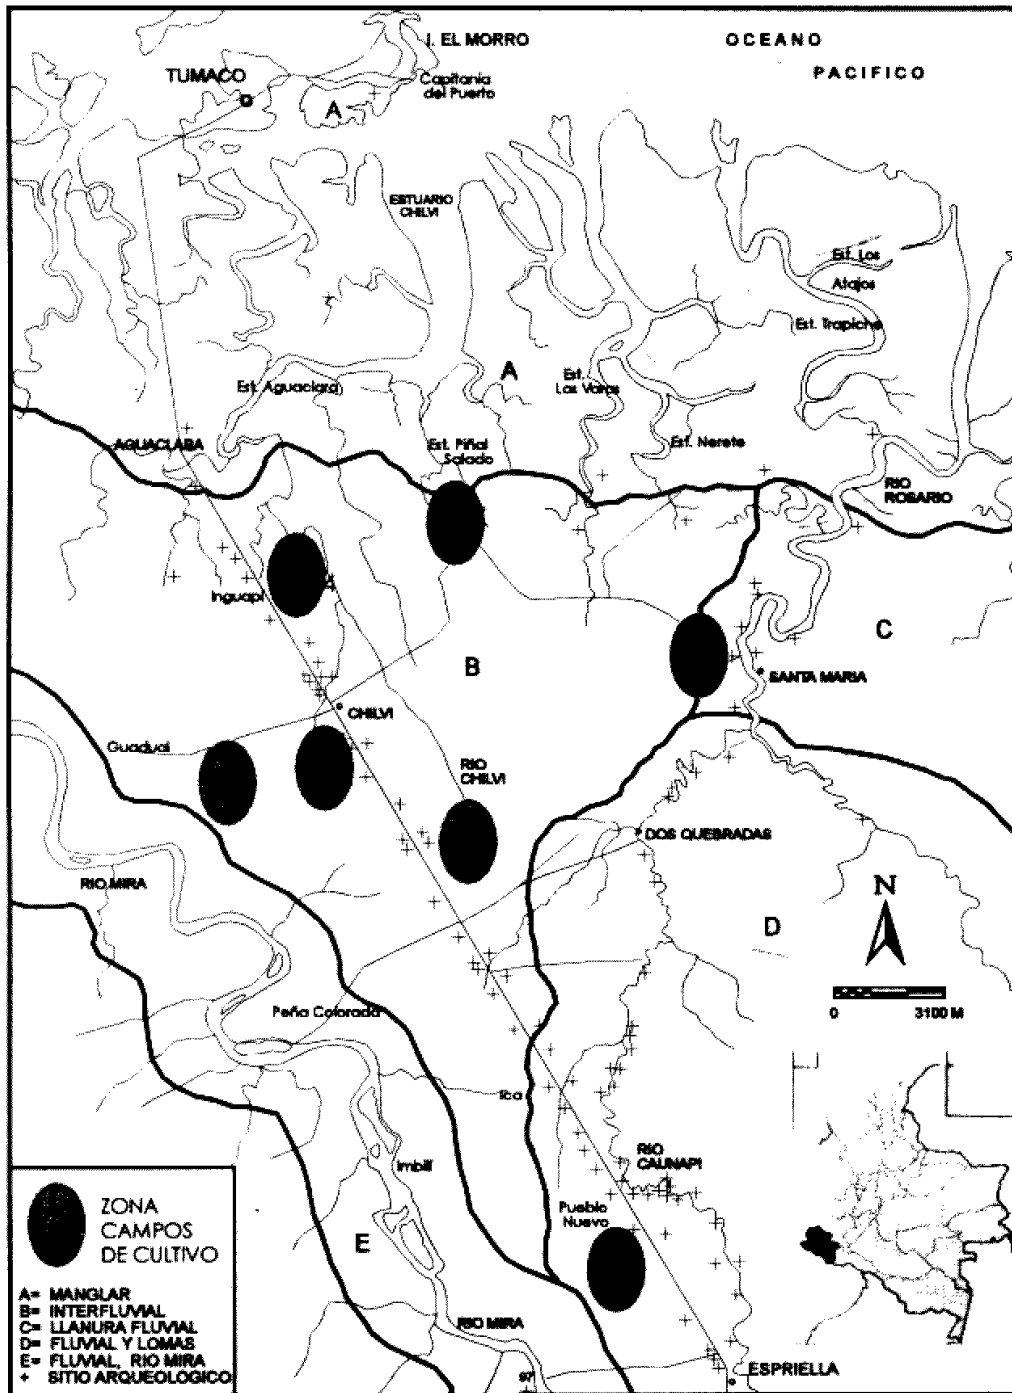 I. EL MORRO
OCEANO
PACIFICO
TUMACO
Capitania
del Puerto
A
ESTUARIO
CHILVI
Est. Los
Atajos
Est. Trapiche
A
Est.
Las Varas
Est. Aguaclara
AGUACLARA
Est. Piñal
Salado
Est. Nerete
RIO
ROSARIO
Inguapi
C
B
SANTA MARIA
CHILVI
Guadual
RIO
CHILVI
DOS QUEBRADAS
RIO MIRA
N
D
0 3100 M
Peña Colorada
Ica
Imbilí
RIO
CAUNAPI
Pueblo
Nuevo
E
RIO MIRA
ESPRIELLA
ZONA
CAMPOS
DE CULTIVO
A= MANGLAR
B= INTERFLUVIAL
C= LLANURA FLUVIAL
D= FLUVIAL Y LOMAS
E= FLUVIAL, RIO MIRA
+ SITIO ARQUEOLOGICO